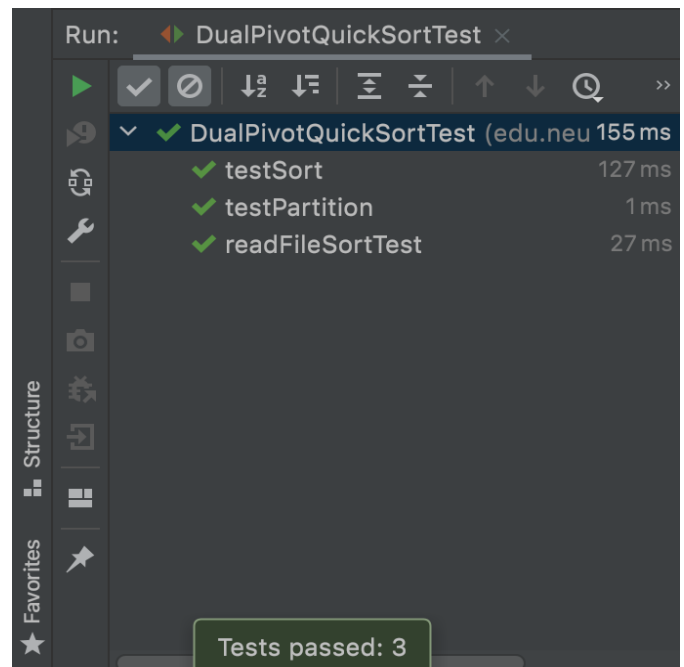 Run: DualPivotQuickSortTest ×
DualPivotQuickSortTest (edu.neu 155 ms
testSort 127 ms
testPartition 1 ms
readFileSortTest 27 ms
Structure
Favorites
Tests passed: 3